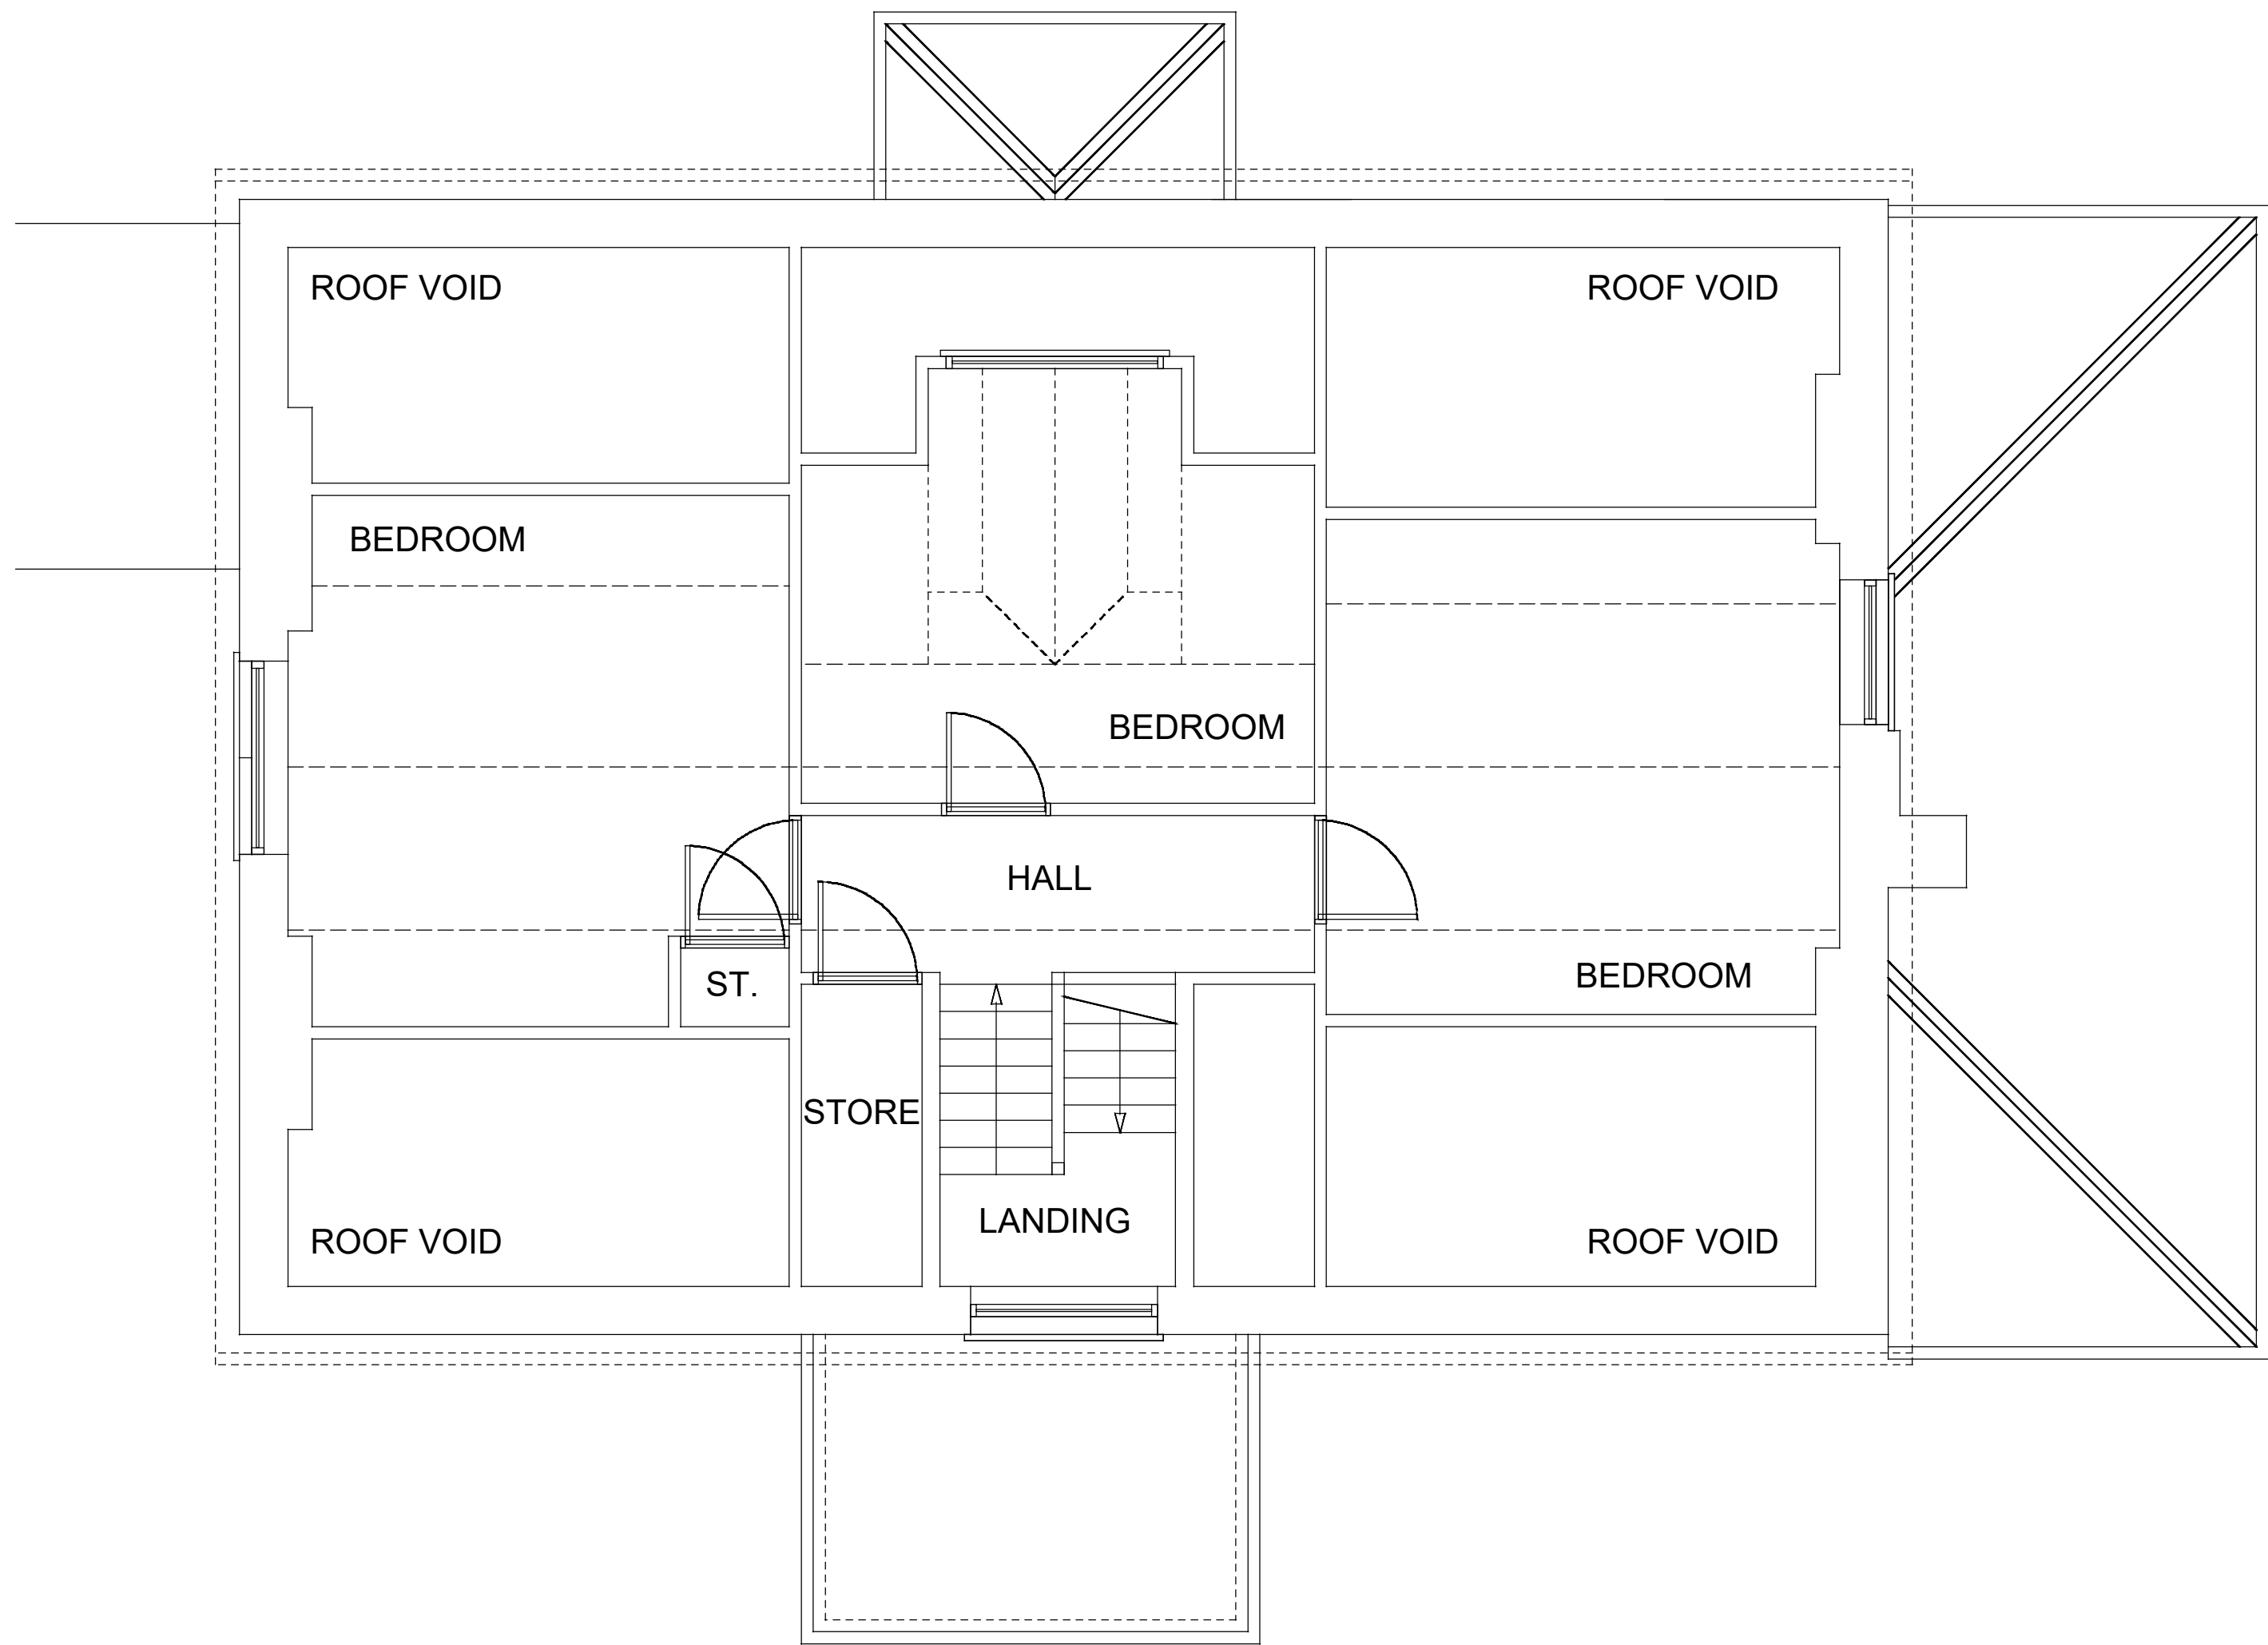 ROOF VOID
ROOF VOID
BEDROOM
BEDROOM
HALL
BEDROOM
ST.
STORE
LANDING
ROOF VOID
ROOF VOID